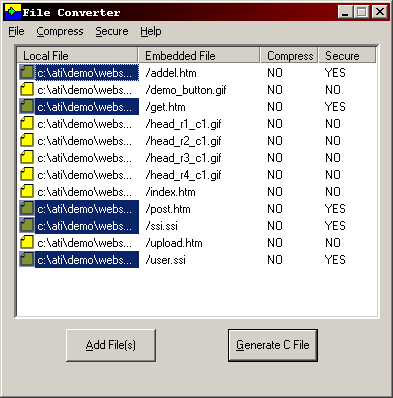 File Converter
File Compress Secure Help
Local File Embedded File Compress Secure
c:\ati\demo\webs... /addel.htm NO YES
c:\ati\demo\webs... /demo_button.gif NO NO
c:\ati\demo\webs... /get.htm NO YES
c:\ati\demo\webs... /head_r1_c1.gif NO NO
c:\ati\demo\webs... /head_r2_c1.gif NO NO
c:\ati\demo\webs... /head_r3_c1.gif NO NO
c:\ati\demo\webs... /head_r4_c1.gif NO NO
c:\ati\demo\webs... /index.htm NO NO
c:\ati\demo\webs... /post.htm NO YES
c:\ati\demo\webs... /ssi.ssi NO YES
c:\ati\demo\webs... /upload.htm NO NO
c:\ati\demo\webs... /user.ssi NO YES
Add File(s) Generate C File